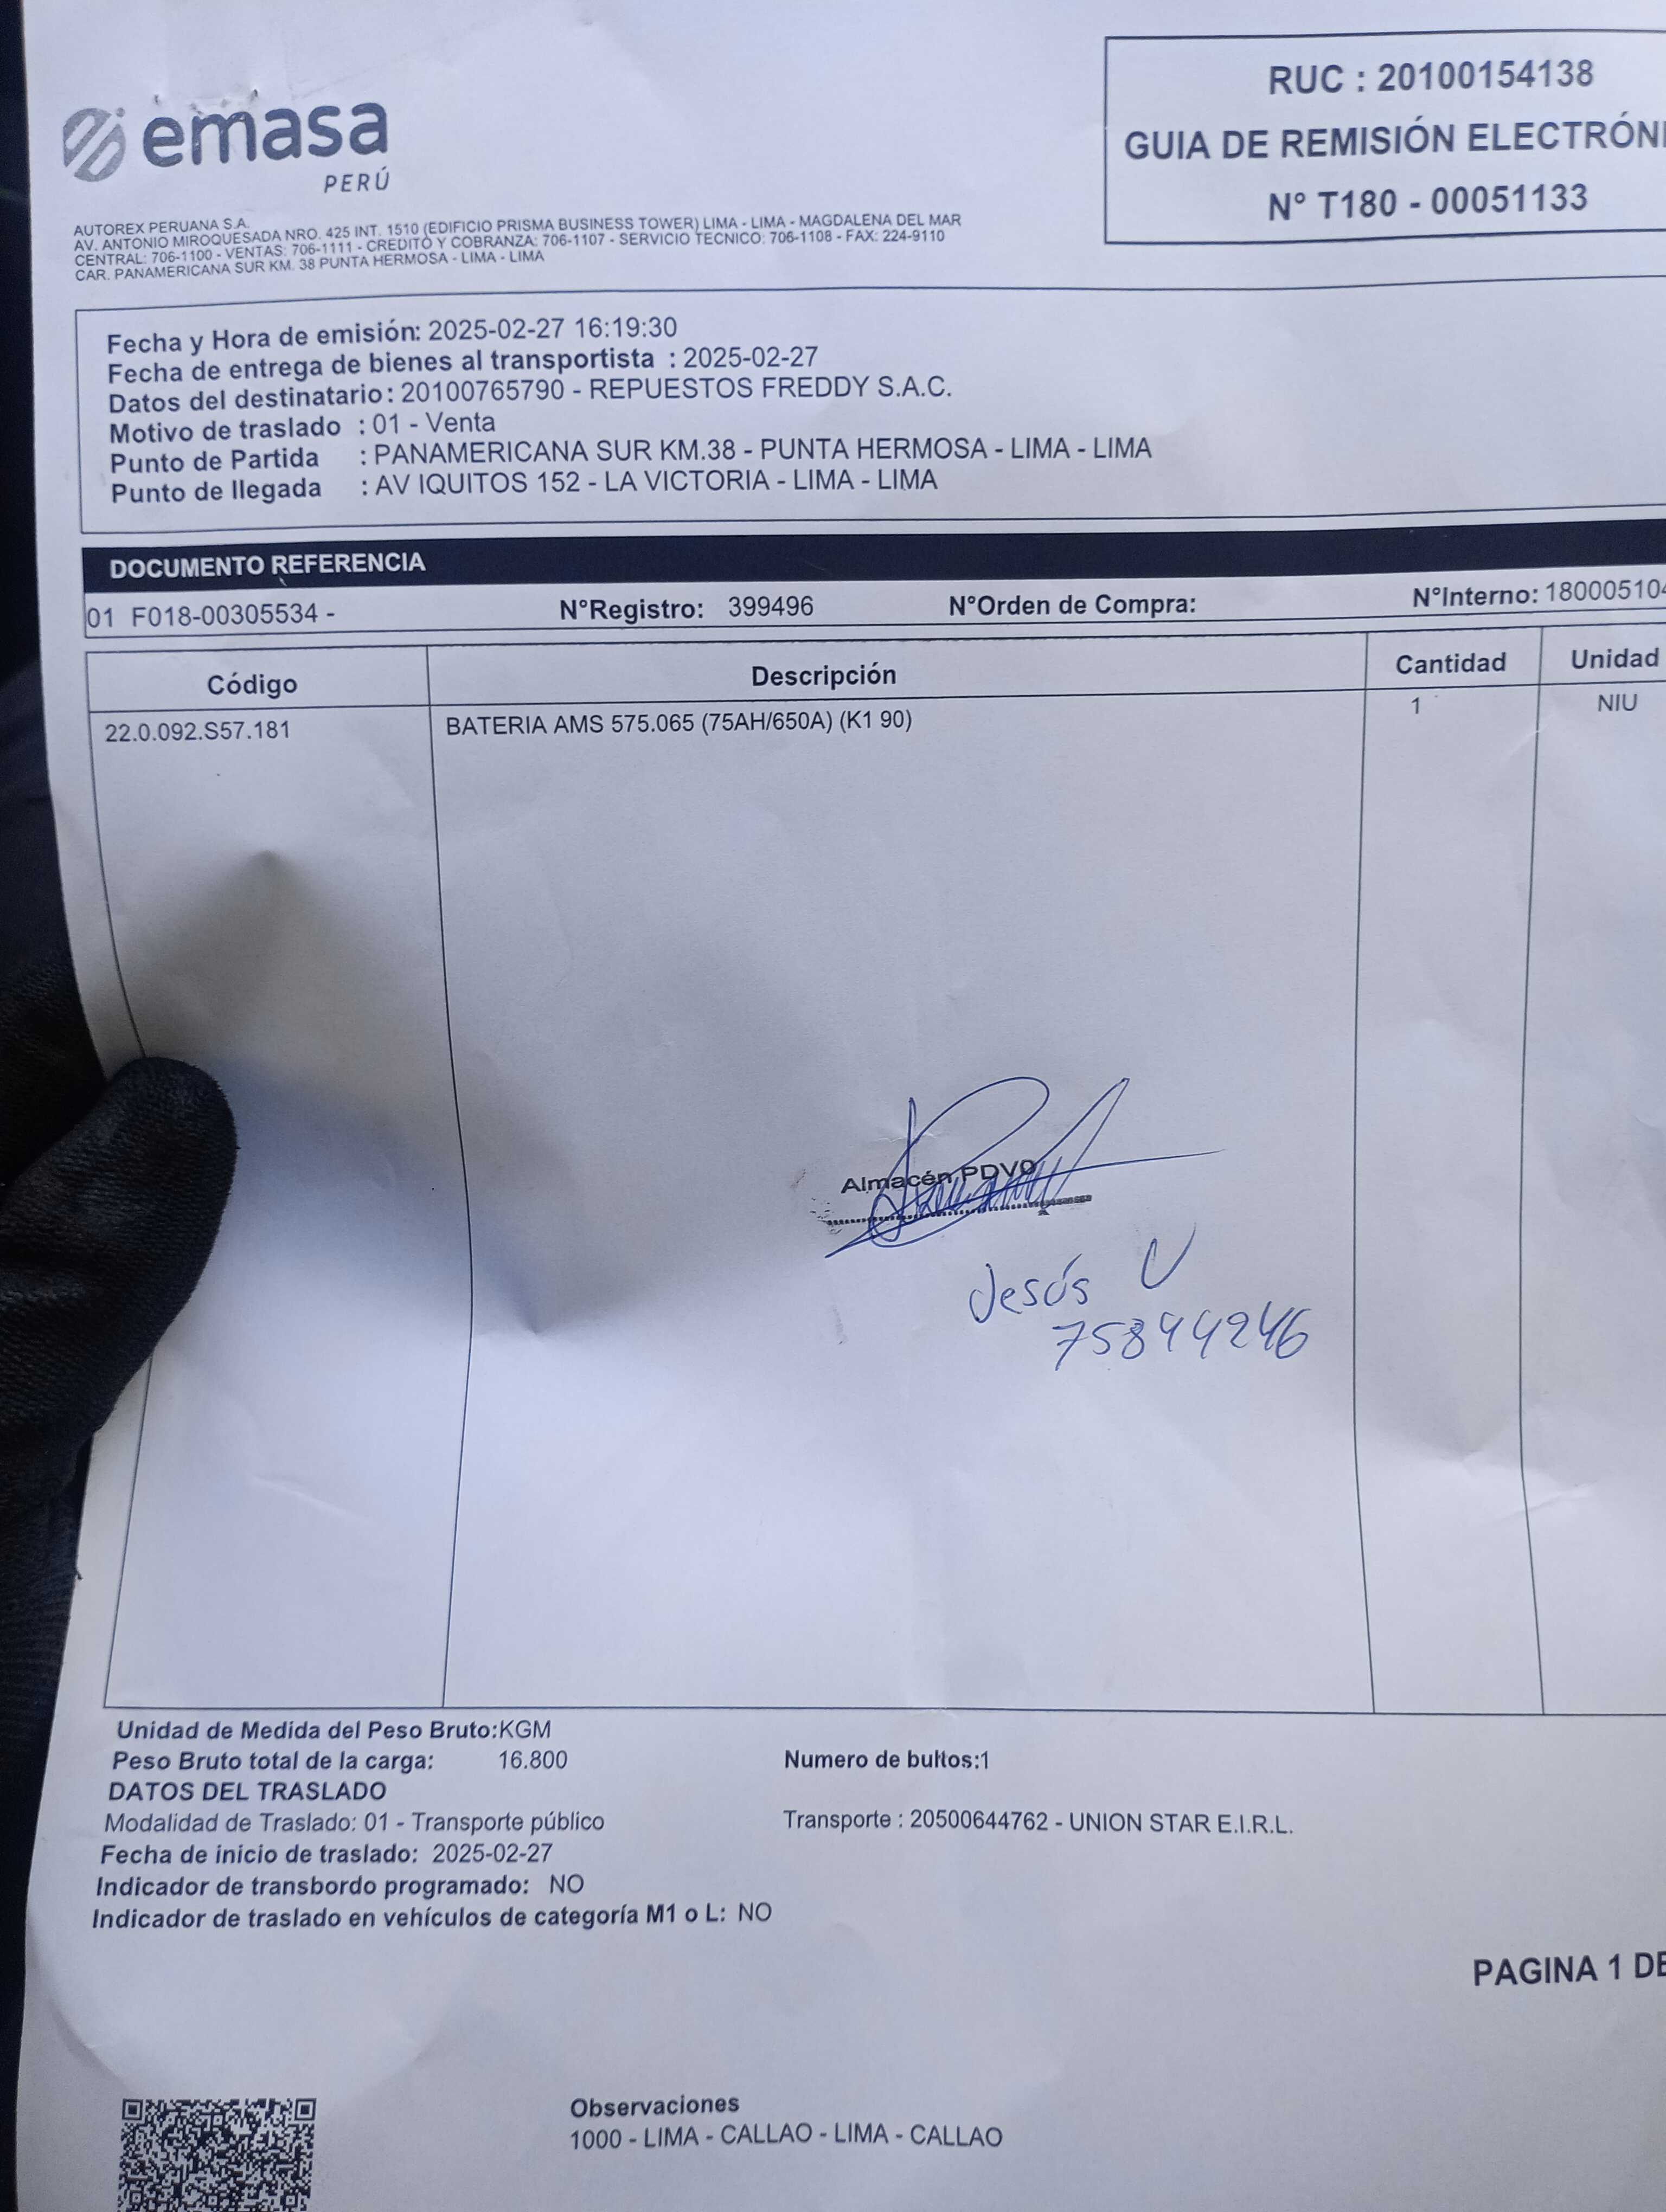 emasa
PERÚ
RUC : 20100154138
GUIA DE REMISIÓN ELECTRÓNI
N° T180 - 00051133
AUTOREX PERUANA S.A.
AV. ANTONIO MIROQUESADA NRO. 425 INT. 1510 (EDIFICIO PRISMA BUSINESS TOWER) LIMA - LIMA - MAGDALENA DEL MAR
CENTRAL: 706-1100 - VENTAS: 706-1111 - CREDITO Y COBRANZA: 706-1107 - SERVICIO TECNICO: 706-1108 - FAX: 224-9110
CAR. PANAMERICANA SUR KM. 38 PUNTA HERMOSA - LIMA - LIMA
Fecha y Hora de emisión: 2025-02-27 16:19:30
Fecha de entrega de bienes al transportista : 2025-02-27
Datos del destinatario: 20100765790 - REPUESTOS FREDDY S.A.C.
Motivo de traslado : 01 - Venta
Punto de Partida : PANAMERICANA SUR KM.38 - PUNTA HERMOSA - LIMA - LIMA
Punto de llegada : AV IQUITOS 152 - LA VICTORIA - LIMA - LIMA
DOCUMENTO REFERENCIA
01 F018-00305534 - N°Registro: 399496 N°Orden de Compra: N°Interno: 180005104
Código Descripción Cantidad Unidad
22.0.092.S57.181 BATERIA AMS 575.065 (75AH/650A) (K1 90) 1 NIU
Almacén PDVO
Jesús V
75844246
Unidad de Medida del Peso Bruto:KGM
Peso Bruto total de la carga: 16.800 Numero de bultos:1
DATOS DEL TRASLADO
Modalidad de Traslado: 01 - Transporte público Transporte : 20500644762 - UNION STAR E.I.R.L.
Fecha de inicio de traslado: 2025-02-27
Indicador de transbordo programado: NO
Indicador de traslado en vehículos de categoría M1 o L: NO
PAGINA 1 DE
Observaciones
1000 - LIMA - CALLAO - LIMA - CALLAO